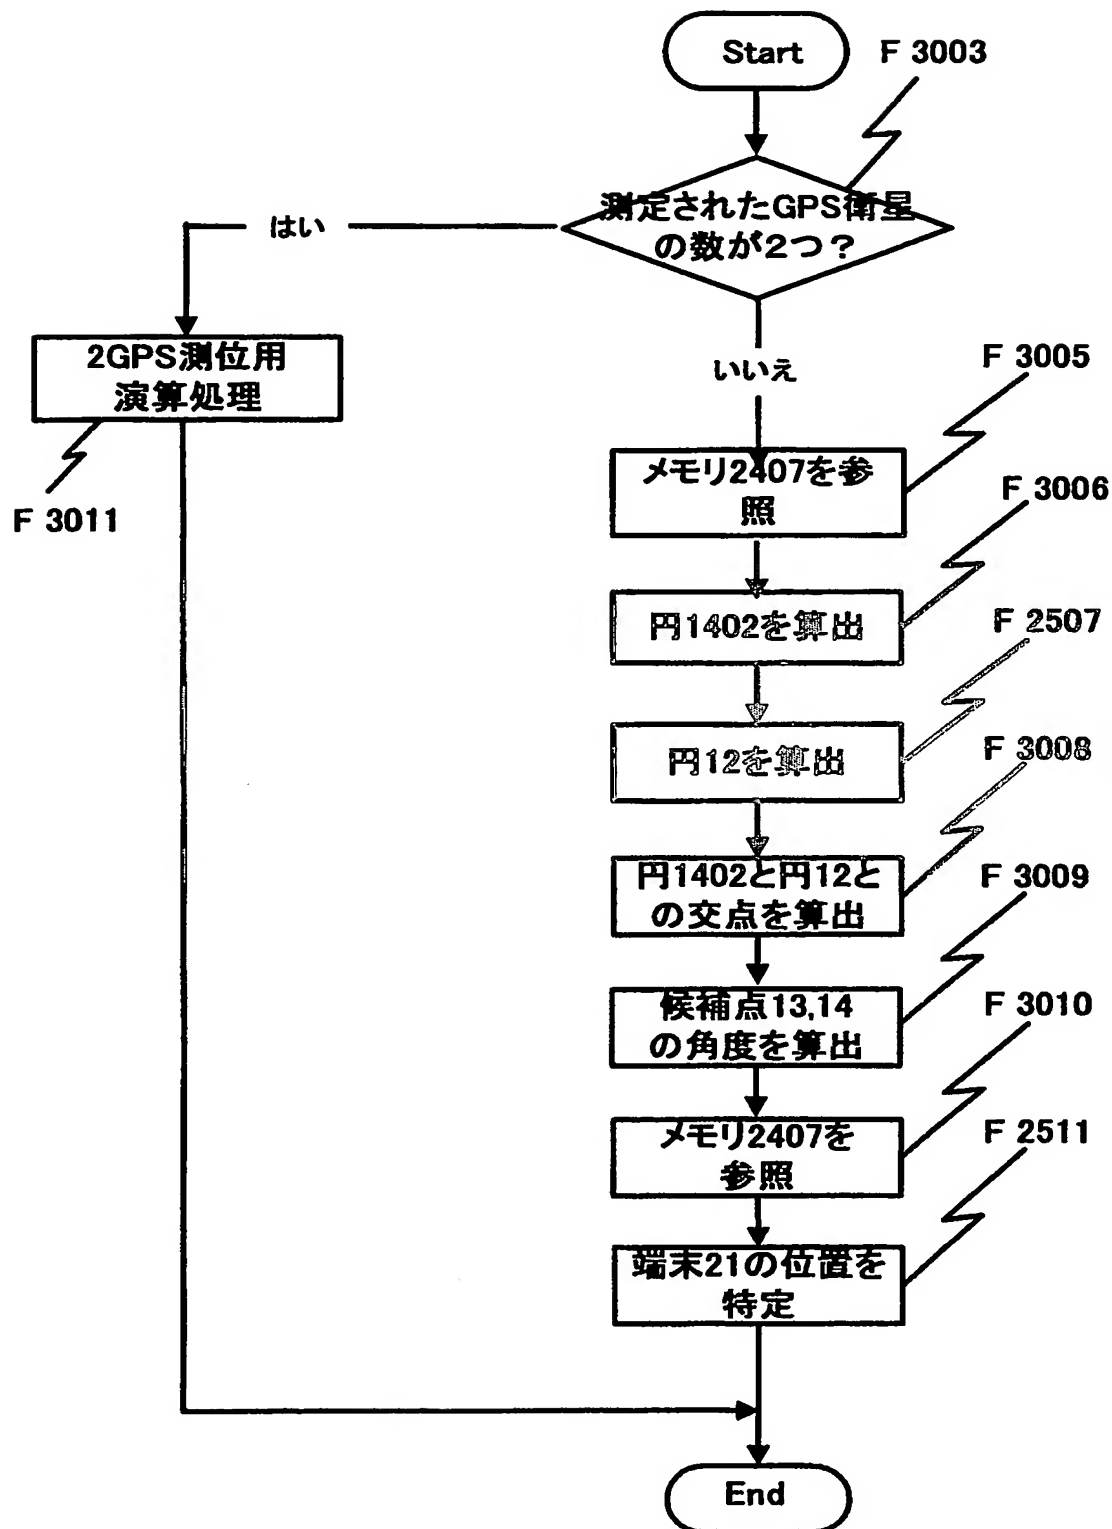 Start
F 3003
測定されたGPS衛星
の数が2つ？
はい
いいえ
2GPS測位用
演算処理
F 3011
F 3005
メモリ2407を参
照
F 3006
円1402を算出
F 2507
円12を算出
F 3008
円1402と円12と
の交点を算出
F 3009
候補点13,14
の角度を算出
F 3010
メモリ2407を
参照
F 2511
端末21の位置を
特定
End